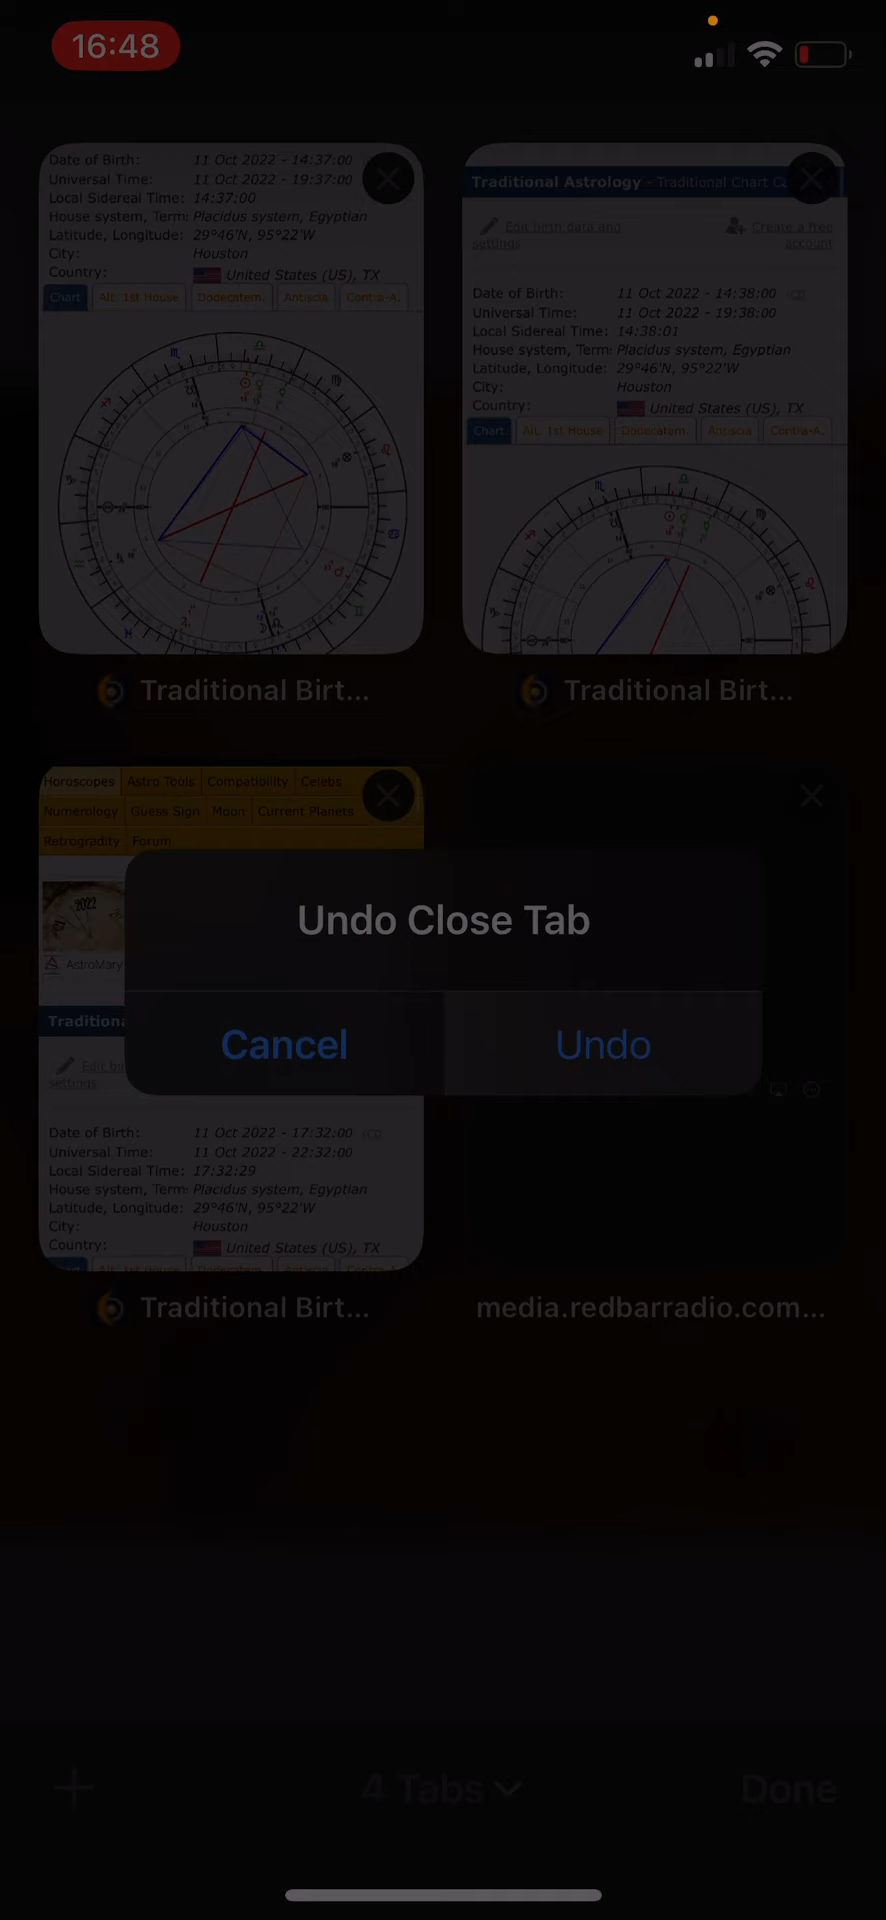 16:48
Date of Birth: 11 Oct 2022 - 14:37:00
Universal Time: 11 Oct 2022 - 19:37:00
Local Sidereal Time: 14:37:00
House system, Term: Placidus system, Egyptian
Latitude, Longitude: 29°46'N, 95°22'W
City: Houston
Country: United States (US), TX
Chart Alt. 1st House Dodecatem. Antiscia Contra-A.
Traditional Birt...
Traditional Astrology - Traditional Chart
Edit birth data and settings
Create a free account
Date of Birth: 11 Oct 2022 - 14:38:00
Universal Time: 11 Oct 2022 - 19:38:00
Local Sidereal Time: 14:38:01
House system, Term: Placidus system, Egyptian
Latitude, Longitude: 29°46'N, 95°22'W
City: Houston
Country: United States (US), TX
Chart Alt. 1st House Dodecatem. Antiscia Contra-A.
Traditional Birt...
Horoscopes Astro Tools Compatibility Celebs
Numerology Guess Sign Moon Current Planets
Retrogradity Forum
2022
AstroMary
Traditiona
Edit bi
settings
Undo Close Tab
Cancel Undo
Date of Birth: 11 Oct 2022 - 17:32:00
Universal Time: 11 Oct 2022 - 22:32:00
Local Sidereal Time: 17:32:29
House system, Term: Placidus system, Egyptian
Latitude, Longitude: 29°46'N, 95°22'W
City: Houston
Country: United States (US), TX
Traditional Birt...
media.redbarradio.com...
4 Tabs Done